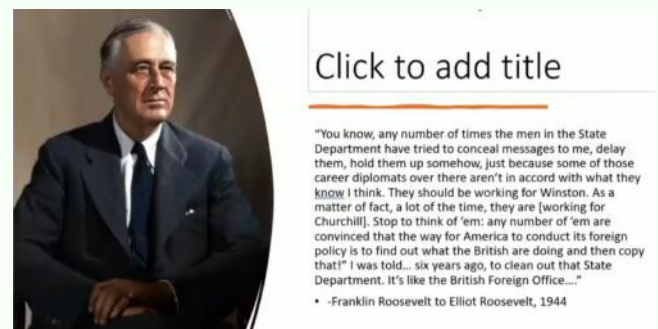 Click to add title
“You know, any number of times the men in the State
Department have tried to conceal messages to me, delay
them, hold them up somehow, just because some of those
career diplomats over there aren’t in accord with what they
know I think. They should be working for Winston. As a
matter of fact, a lot of the time, they are [working for
Churchill]. Stop to think of ‘em: any number of ‘em are
convinced that the way for America to conduct its foreign
policy is to find out what the British are doing and then copy
that!” I was told... six years ago, to clean out that State
Department. It’s like the British Foreign Office....”
• -Franklin Roosevelt to Elliot Roosevelt, 1944